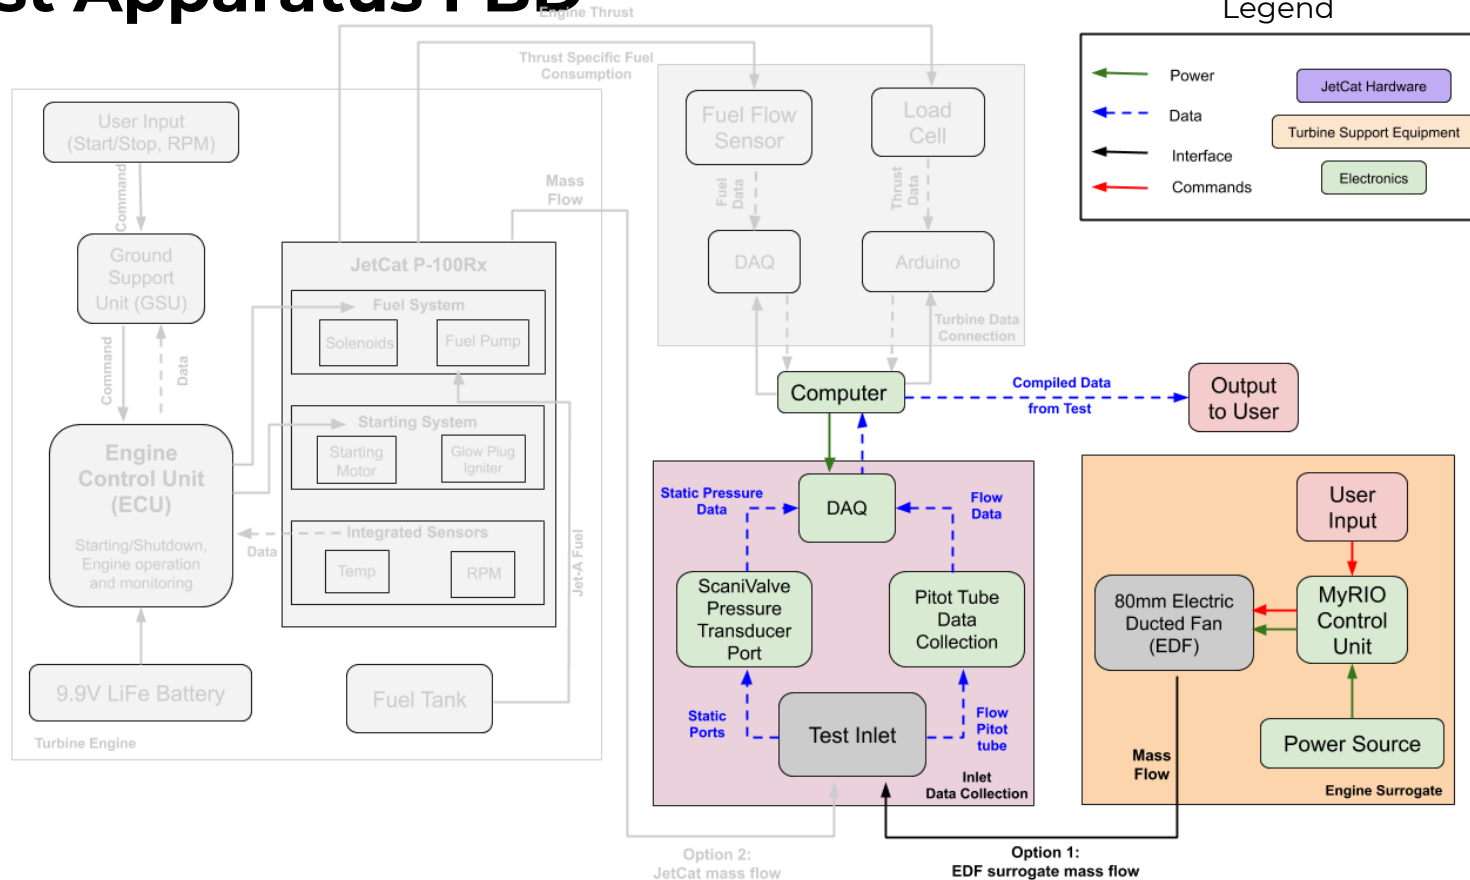 st Apparatus FBD
Legend
Power
Data
Interface
Commands
JetCat Hardware
Turbine Support Equipment
Electronics
Engine Thrust
Thrust Specific Fuel
Consumption
User Input
(Start/Stop, RPM)
Command
Ground
Support
Unit (GSU)
Command
Data
Engine
Control Unit
(ECU)
Starting/Shutdown,
Engine operation
and monitoring
9.9V LiFe Battery
Turbine Engine
JetCat P-100Rx
Fuel System
Solenoids
Fuel Pump
Starting System
Starting
Motor
Glow Plug
Igniter
Integrated Sensors
Data
Temp
RPM
Jet-A Fuel
Fuel Tank
Mass
Flow
Fuel Flow
Sensor
Load
Cell
Fuel
Data
Thrust
Data
DAQ
Arduino
Turbine Data
Connection
Computer
Compiled Data
from Test
Output
to User
Static Pressure
Data
DAQ
Flow
Data
ScaniValve
Pressure
Transducer
Port
Pitot Tube
Data
Collection
Static
Ports
Test Inlet
Flow
Pitot
tube
Inlet
Data Collection
User
Input
80mm Electric
Ducted Fan
(EDF)
MyRIO
Control
Unit
Power Source
Mass
Flow
Engine Surrogate
Option 2:
JetCat mass flow
Option 1:
EDF surrogate mass flow